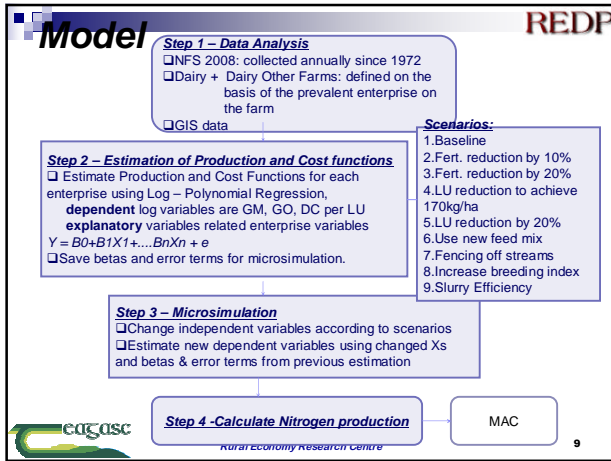 REDP
Model
Step 1 – Data Analysis
❑NFS 2008: collected annually since 1972
❑Dairy + Dairy Other Farms: defined on the
basis of the prevalent enterprise on
the farm
❑GIS data
Scenarios:
1.Baseline
2.Fert. reduction by 10%
3.Fert. reduction by 20%
4.LU reduction to achieve
170kg/ha
5.LU reduction by 20%
6.Use new feed mix
7.Fencing off streams
8.Increase breeding index
9.Slurry Efficiency
Step 2 – Estimation of Production and Cost functions
❑ Estimate Production and Cost Functions for each
enterprise using Log – Polynomial Regression,
dependent log variables are GM, GO, DC per LU
explanatory variables related enterprise variables
Y = B0+B1X1+....BnXn + e
❑Save betas and error terms for microsimulation.
Step 3 – Microsimulation
❑Change independent variables according to scenarios
❑Estimate new dependent variables using changed Xs
and betas & error terms from previous estimation
Step 4 -Calculate Nitrogen production
MAC
eagasc
Rural Economy Research Centre
9